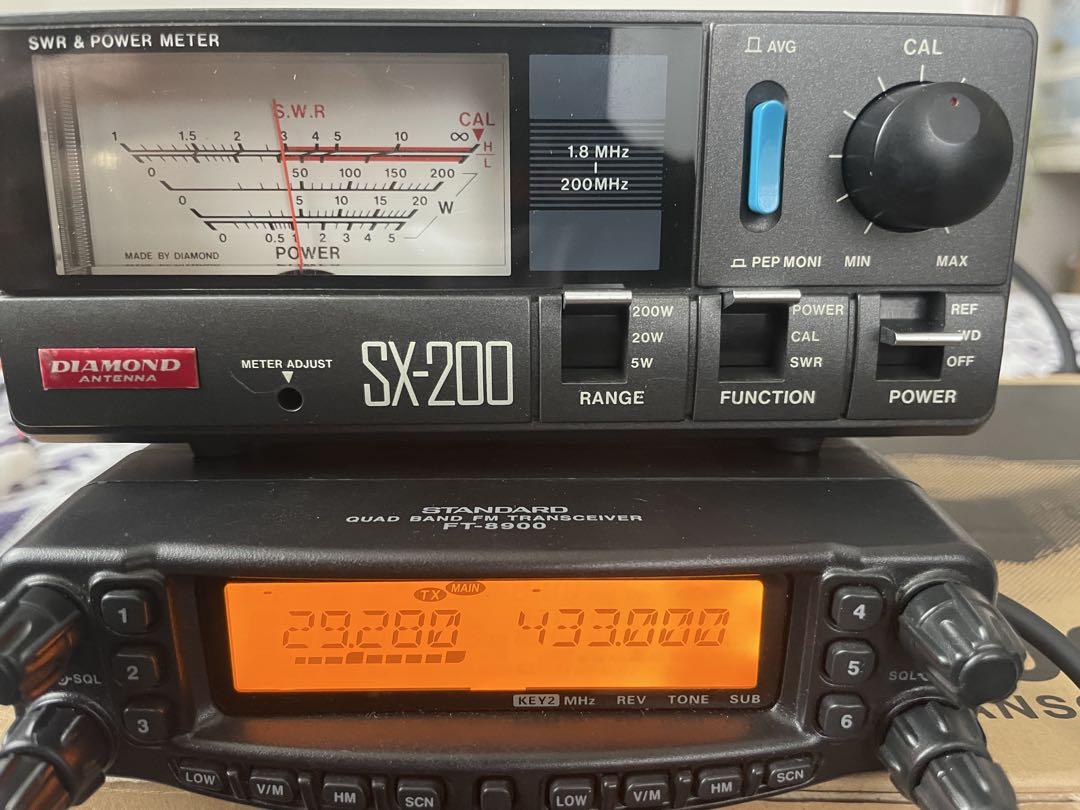 SWR & POWER METER
AVG
CAL
S.W.R
CAL
1 1.5 2 3 4 5 10 ∞ H
L
0 50 100 150 200
0 5 10 15 20 W
0 0.5 1 2 3 4 5
MADE BY DIAMOND POWER
1.8 MHz
200MHz
PEP MONI MIN MAX
DIAMOND
ANTENNA
METER ADJUST
SX-200
200W
20W
5W
RANGE
POWER
CAL
SWR
FUNCTION
REF
WD
OFF
POWER
STANDARD
QUAD BAND FM TRANSCEIVER
FT-8900
TX MAIN
29.280 433.000
KEY2 MHz REV TONE SUB
1
2
3
-SQL
4
5
6
SQL
LOW V/M HM SCN LOW V/M HM SCN